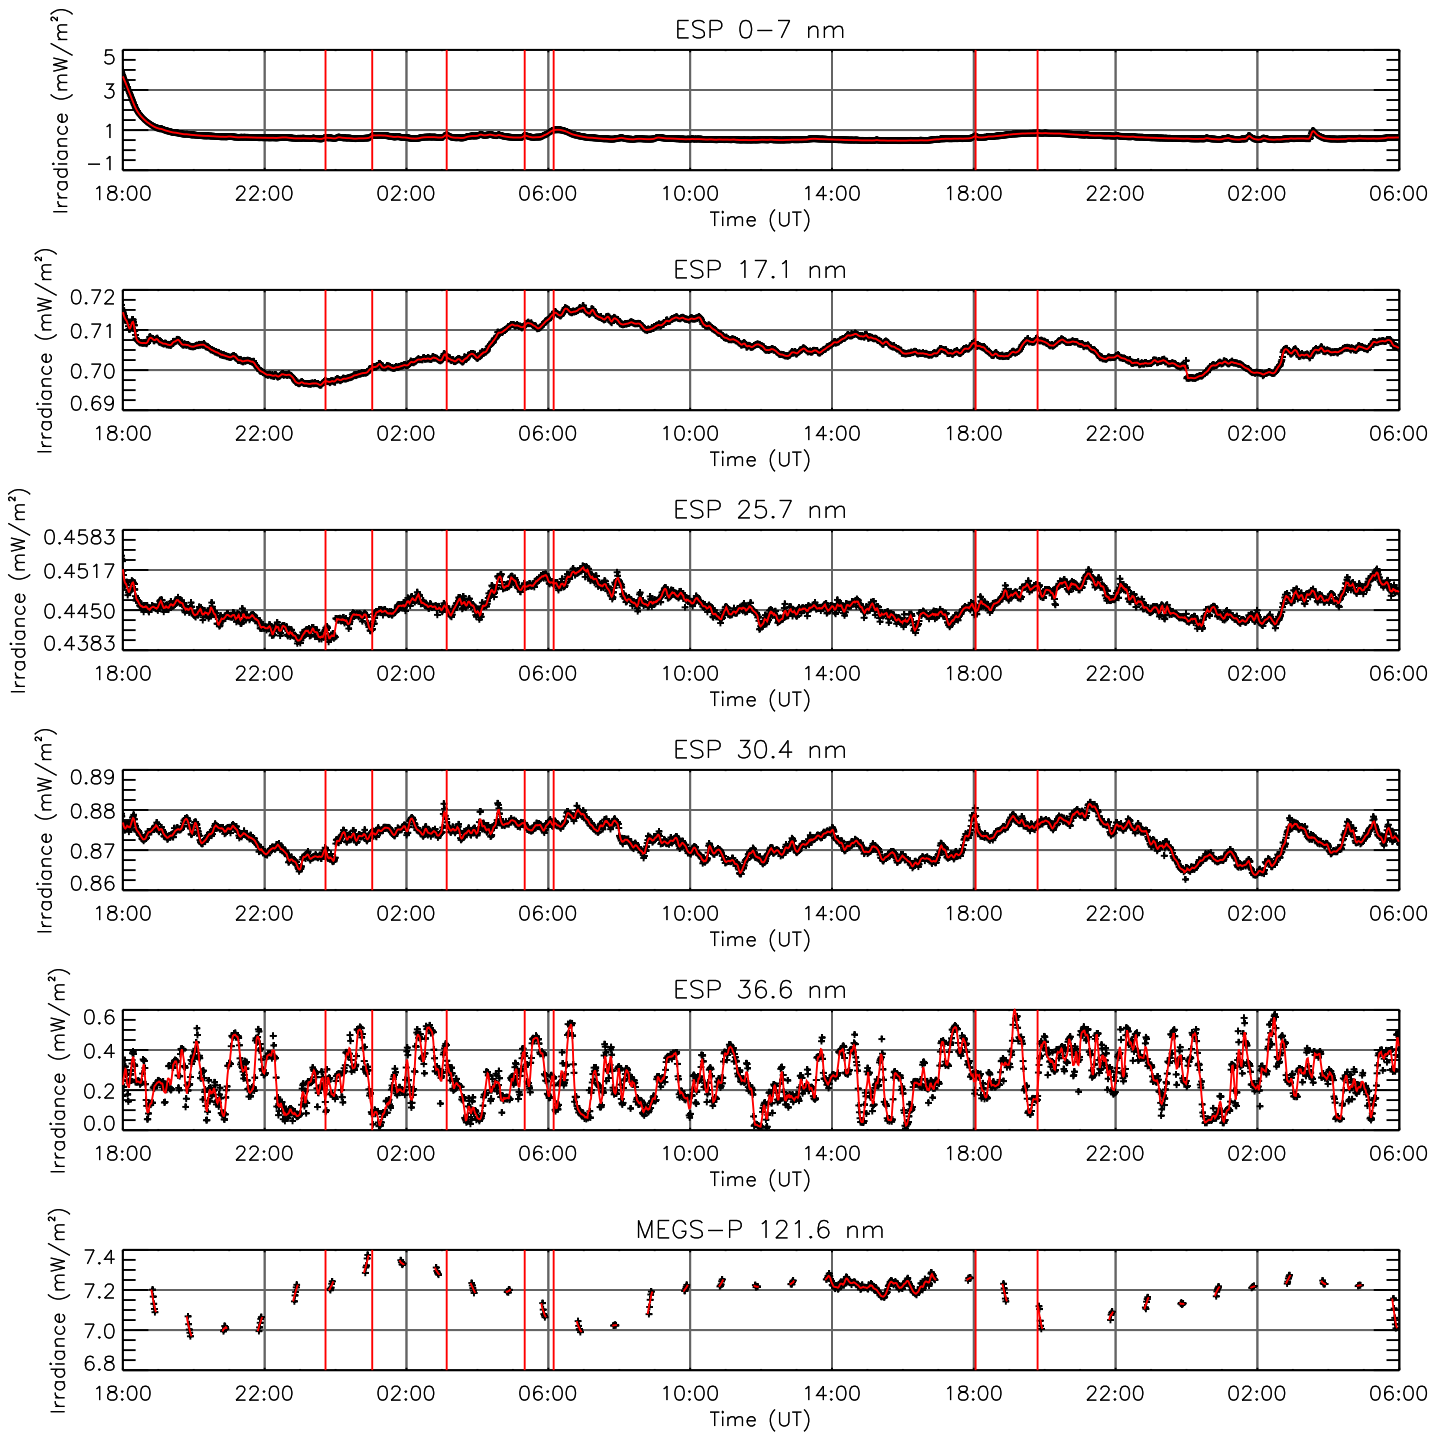 ESP 0-7 nm
Irradiance (mW/m²)
5
3
1
-1
18:00 22:00 02:00 06:00 10:00 14:00 18:00 22:00 02:00 06:00
Time (UT)
ESP 17.1 nm
Irradiance (mW/m²)
0.72
0.71
0.70
0.69
18:00 22:00 02:00 06:00 10:00 14:00 18:00 22:00 02:00 06:00
Time (UT)
ESP 25.7 nm
Irradiance (mW/m²)
0.4583
0.4517
0.4450
0.4383
18:00 22:00 02:00 06:00 10:00 14:00 18:00 22:00 02:00 06:00
Time (UT)
ESP 30.4 nm
Irradiance (mW/m²)
0.89
0.88
0.87
0.86
18:00 22:00 02:00 06:00 10:00 14:00 18:00 22:00 02:00 06:00
Time (UT)
ESP 36.6 nm
Irradiance (mW/m²)
0.6
0.4
0.2
0.0
18:00 22:00 02:00 06:00 10:00 14:00 18:00 22:00 02:00 06:00
Time (UT)
MEGS-P 121.6 nm
Irradiance (mW/m²)
7.4
7.2
7.0
6.8
18:00 22:00 02:00 06:00 10:00 14:00 18:00 22:00 02:00 06:00
Time (UT)